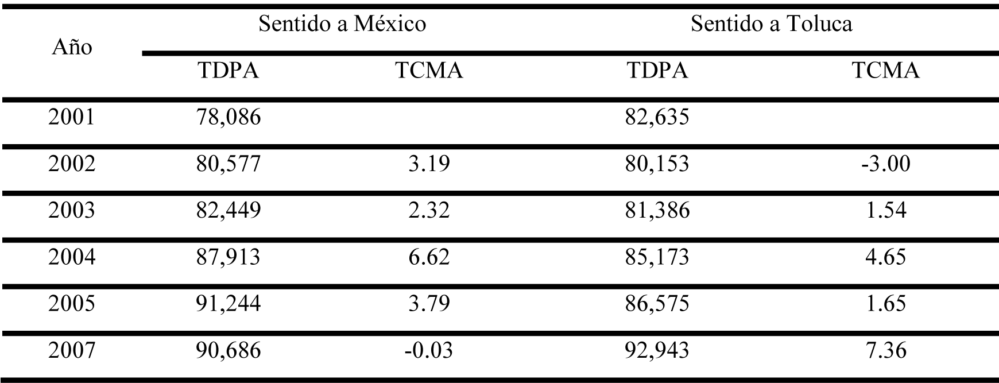 Sentido a México Sentido a Toluca
Año
TDPA TCMA TDPA TCMA
2001 78,086 82,635
2002 80,577 3.19 80,153 -3.00
2003 82,449 2.32 81,386 1.54
2004 87,913 6.62 85,173 4.65
2005 91,244 3.79 86,575 1.65
2007 90,686 -0.03 92,943 7.36